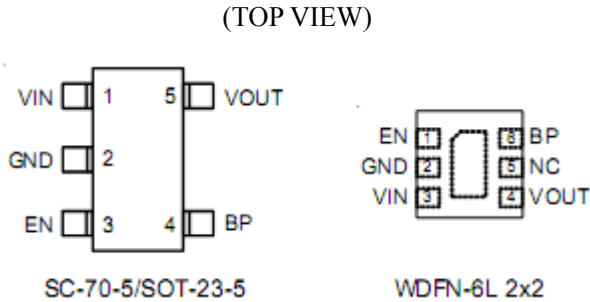 (TOP VIEW)
VIN 1 5 VOUT
GND 2
EN 3 4 BP
SC-70-5/SOT-23-5
EN 1 6 BP
GND 2 5 NC
VIN 3 4 VOUT
WDFN-6L 2x2